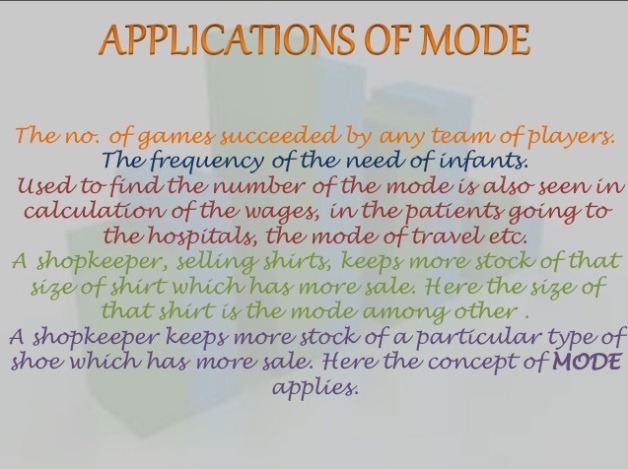 APPLICATIONS OF MODE
The no. of games succeeded by any team of players.
The frequency of the need of infants.
Used to find the number of the mode is also seen in
calculation of the wages, in the patients going to
the hospitals, the mode of travel etc.
A shopkeeper, selling shirts, keeps more stock of that
size of shirt which has more sale. Here the size of
that shirt is the mode among other .
A shopkeeper keeps more stock of a particular type of
shoe which has more sale. Here the concept of MODE
applies.